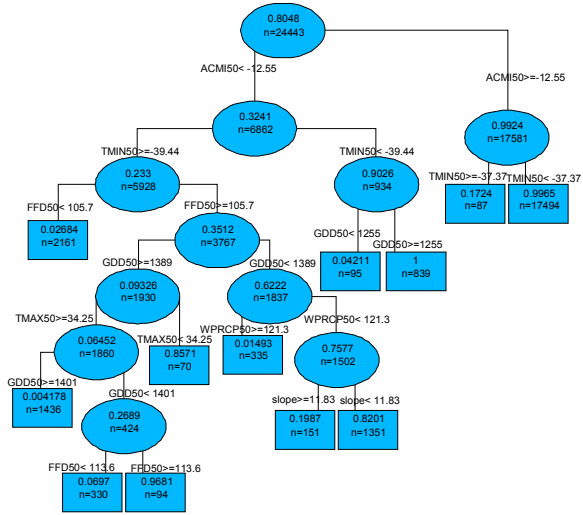 0.8048
n=24443
ACMI50< -12.55
ACMI50>=-12.55
0.3241
n=6862
0.9924
n=17581
TMIN50>=-39.44
TMIN50< -39.44
TMIN50>=-37.37
TMIN50< -37.37
0.233
n=5928
0.9026
n=934
0.1724
n=87
0.9965
n=17494
FFD50< 105.7
FFD50>=105.7
0.02684
n=2161
0.3512
n=3767
GDD50< 1255
GDD50>=1255
0.04211
n=95
1
n=839
GDD50>=1389
GDD50< 1389
0.09326
n=1930
0.6222
n=1837
TMAX50>=34.25
TMAX50< 34.25
WPRCP50>=121.3
WPRCP50< 121.3
0.06452
n=1860
0.8571
n=70
0.01493
n=335
0.7577
n=1502
GDD50>=1401
GDD50< 1401
slope>=11.83
slope< 11.83
0.004178
n=1436
0.2689
n=424
0.1987
n=151
0.8201
n=1351
FFD50< 113.6
FFD50>=113.6
0.0697
n=330
0.9681
n=94